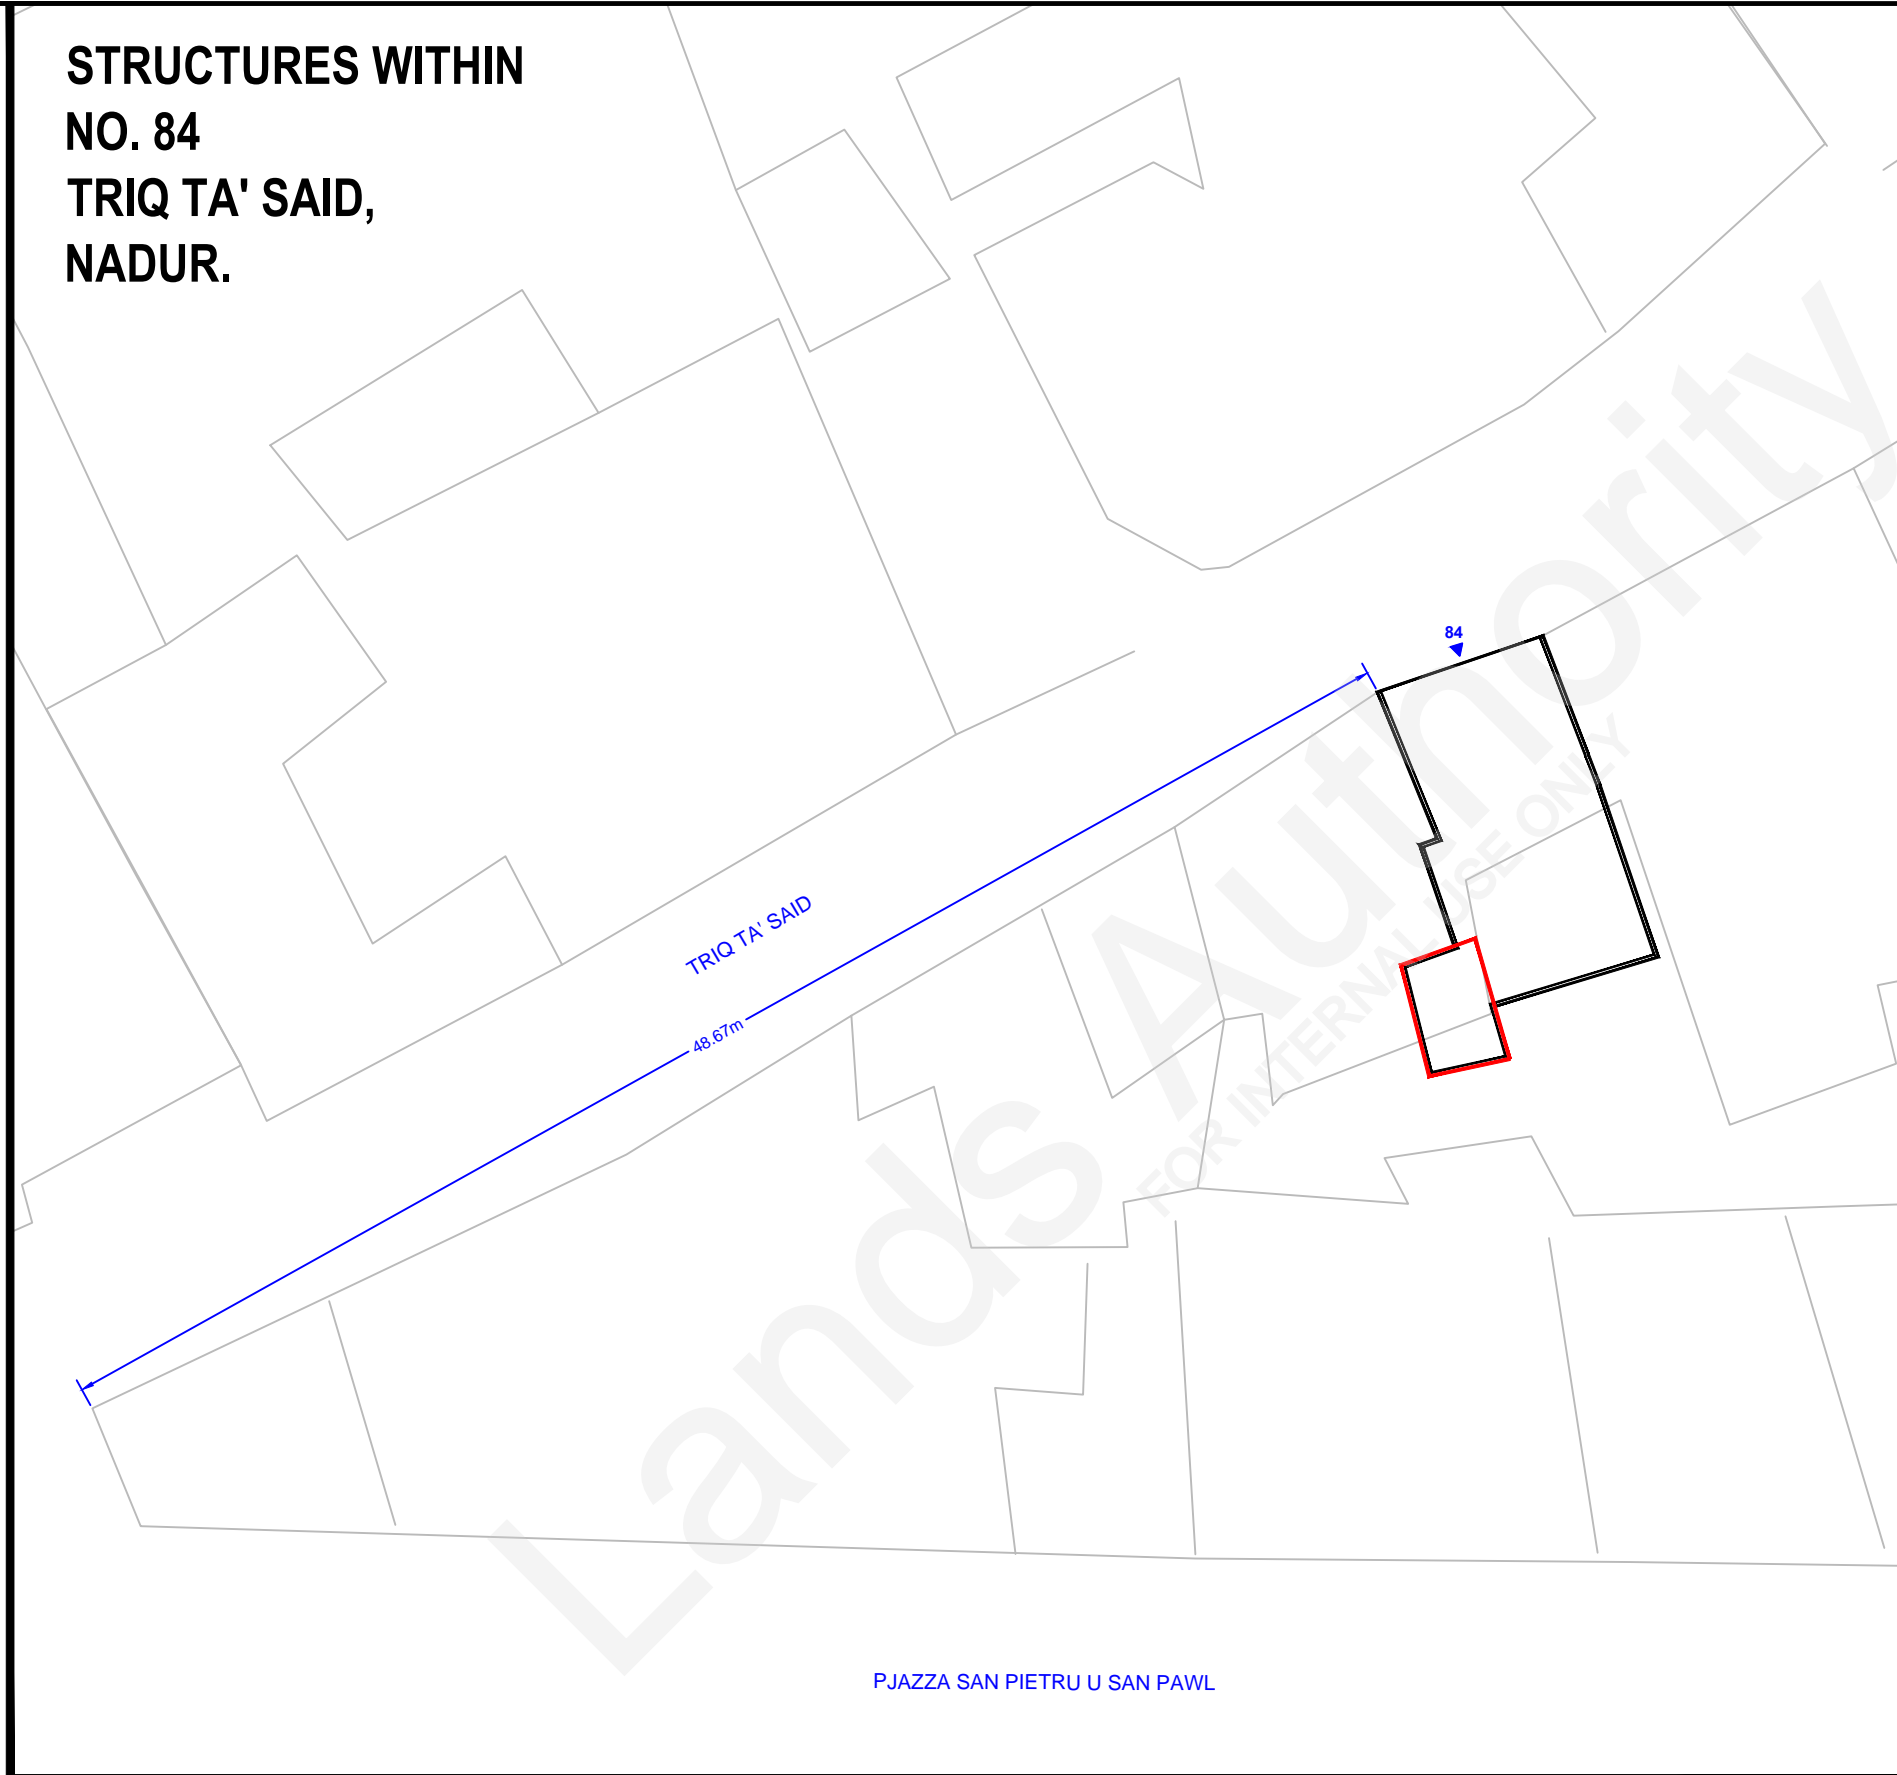 STRUCTURES WITHIN
NO. 84
TRIQ TA' SAID,
NADUR.
84
TRIQ TA' SAID
48.67m
Lands Authority
FOR INTERNAL USE ONLY
PJAZZA SAN PIETRU U SAN PAWL